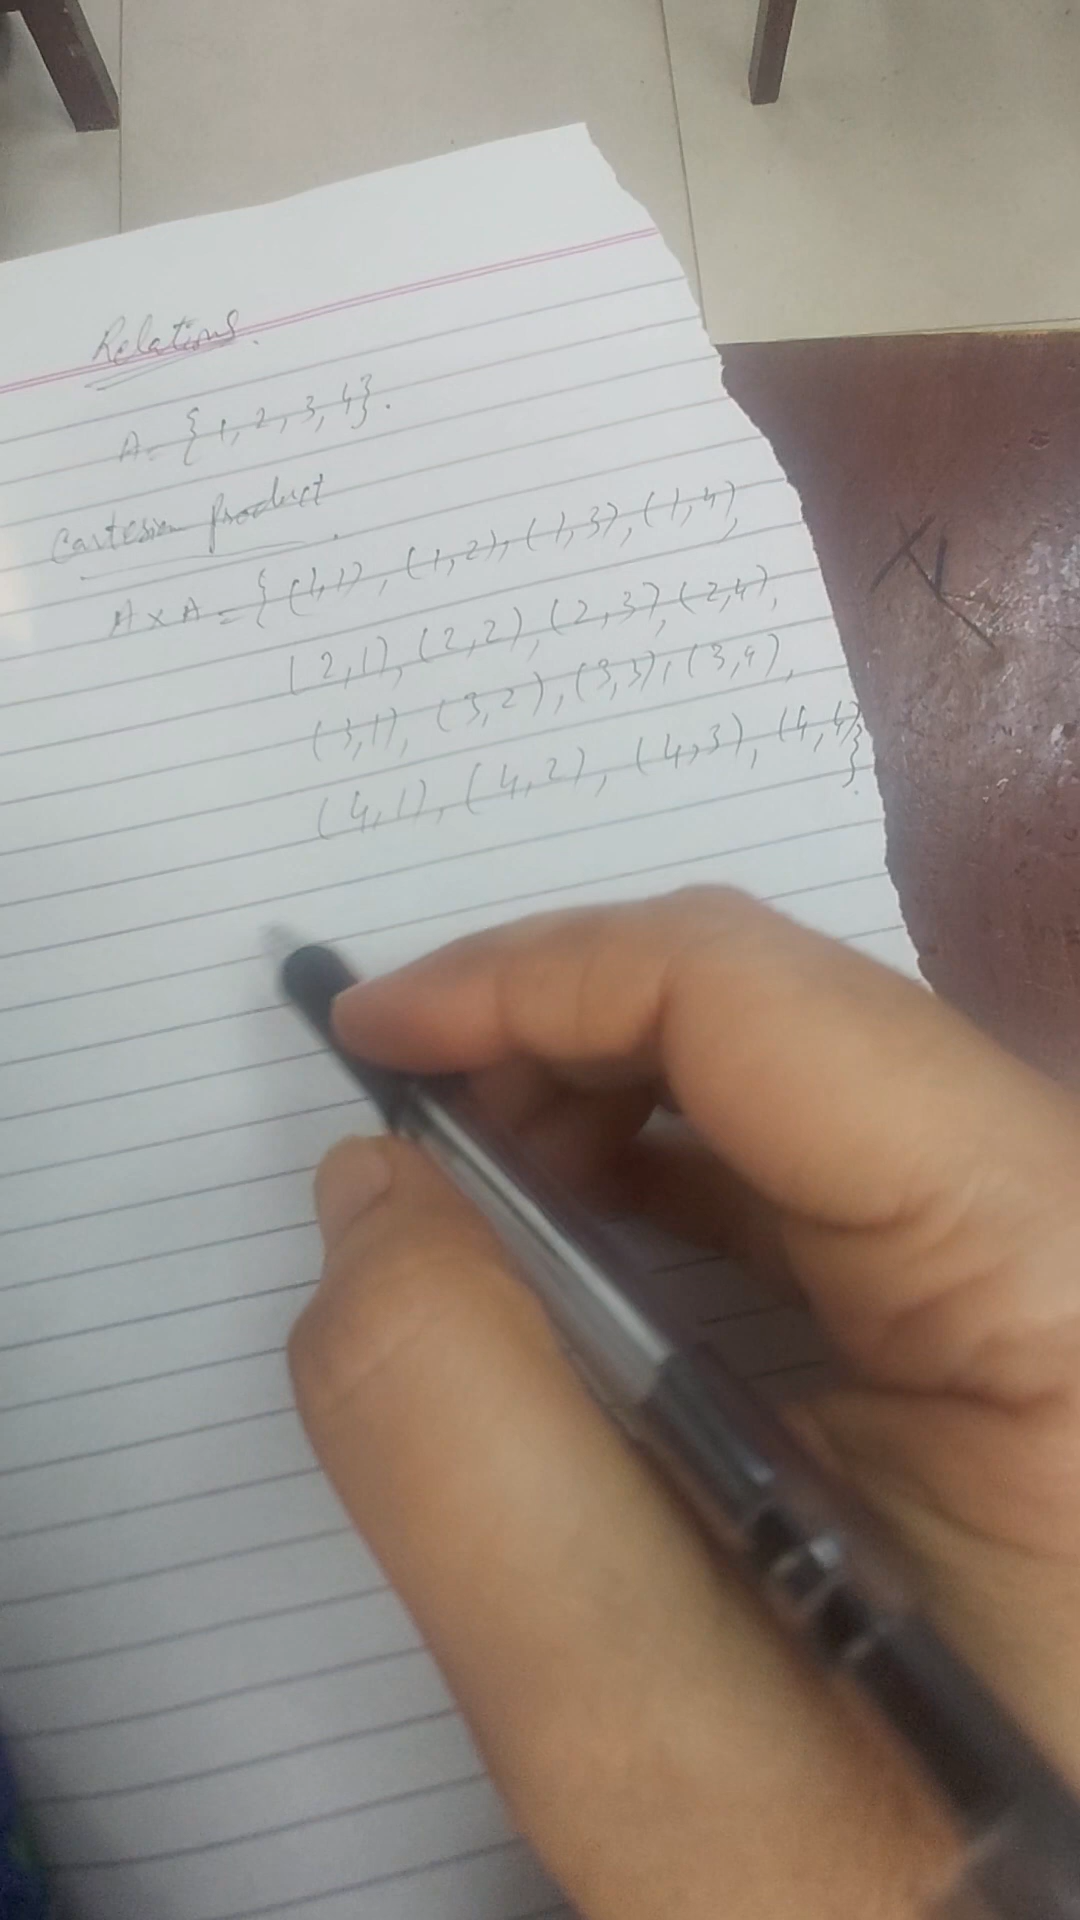 Relations.
A = {1, 2, 3, 4}.
Cartesian product
A × A = {(1,1), (1,2), (1,3), (1,4),
(2,1), (2,2), (2,3), (2,4),
(3,1), (3,2), (3,3), (3,4),
(4,1), (4,2), (4,3), (4,4)}.